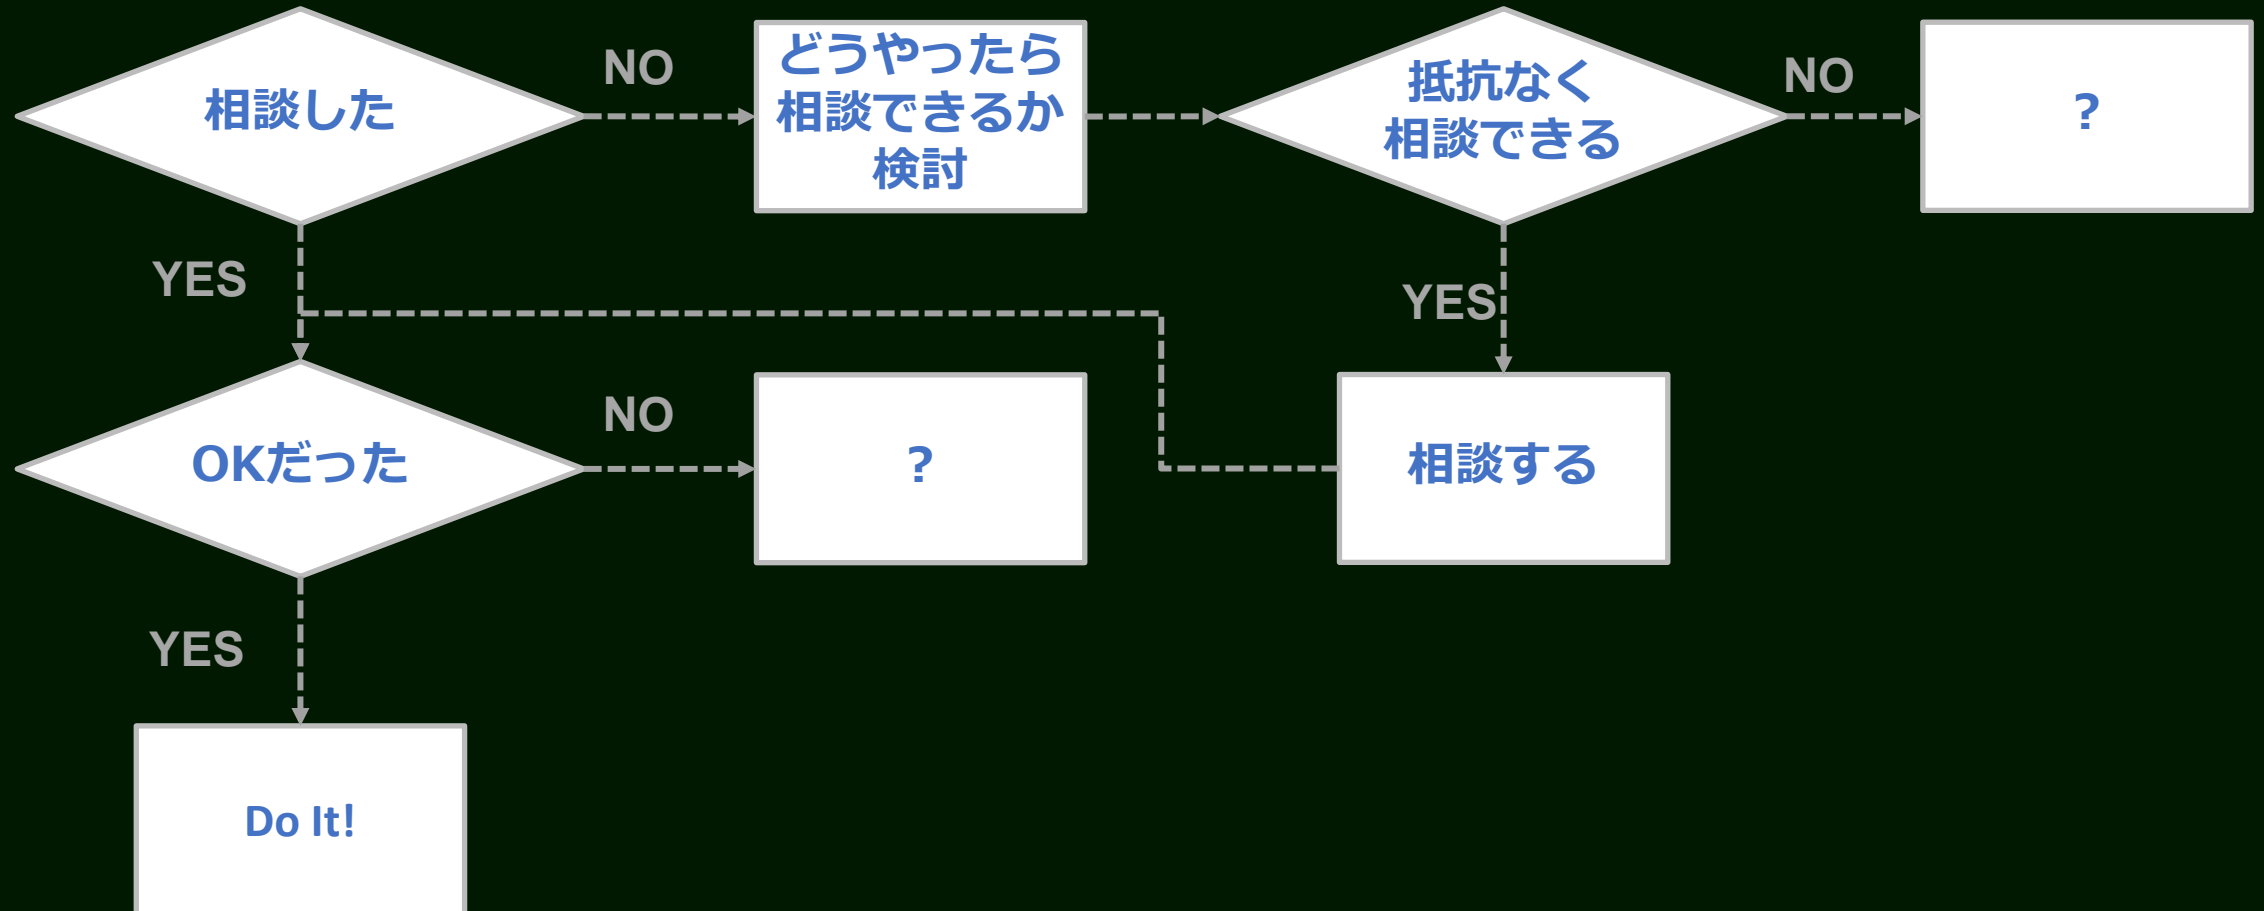 相談した
NO
どうやったら
相談できるか
検討
抵抗なく
相談できる
NO
?
YES
YES
OKだった
NO
?
相談する
YES
Do It!